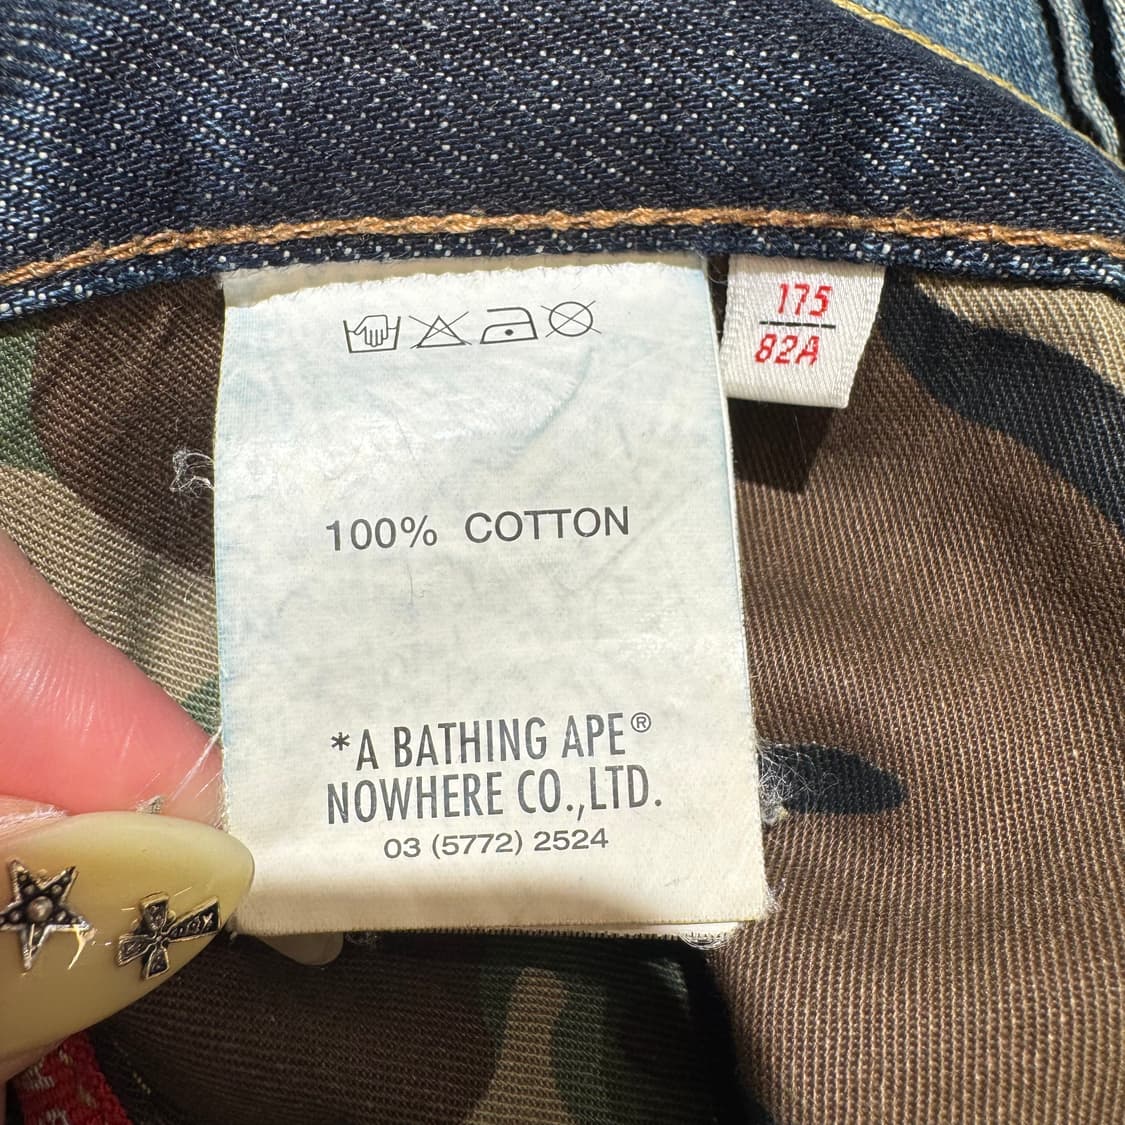 175
82A
100% COTTON
*A BATHING APE®
NOWHERE CO.,LTD.
03 (5772) 2524